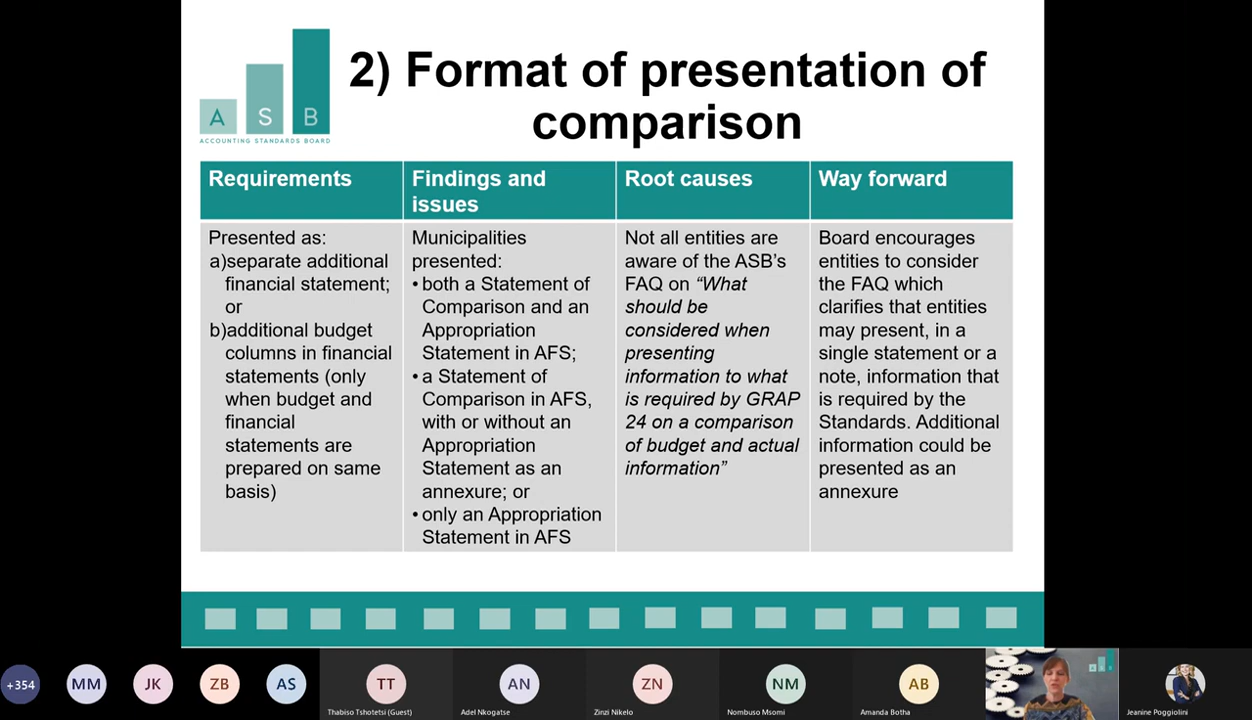 A S B
ACCOUNTING STANDARDS BOARD
2) Format of presentation of
comparison
Requirements
Presented as:
a)separate additional
financial statement;
or
b)additional budget
columns in financial
statements (only
when budget and
financial
statements are
prepared on same
basis)
Findings and
issues
Municipalities
presented:
• both a Statement of
Comparison and an
Appropriation
Statement in AFS;
• a Statement of
Comparison in AFS,
with or without an
Appropriation
Statement as an
annexure; or
• only an Appropriation
Statement in AFS
Root causes
Not all entities are
aware of the ASB's
FAQ on “What
should be
considered when
presenting
information to what
is required by GRAP
24 on a comparison
of budget and actual
information”
Way forward
Board encourages
entities to consider
the FAQ which
clarifies that entities
may present, in a
single statement or a
note, information that
is required by the
Standards. Additional
information could be
presented as an
annexure
+354
MM
JK
ZB
AS
TT
Thabiso Tshotetsi (Guest)
AN
Adel Nkogatse
ZN
Zinzi Nikelo
NM
Nombuso Msomi
AB
Amanda Botha
Jeanine Poggiolini